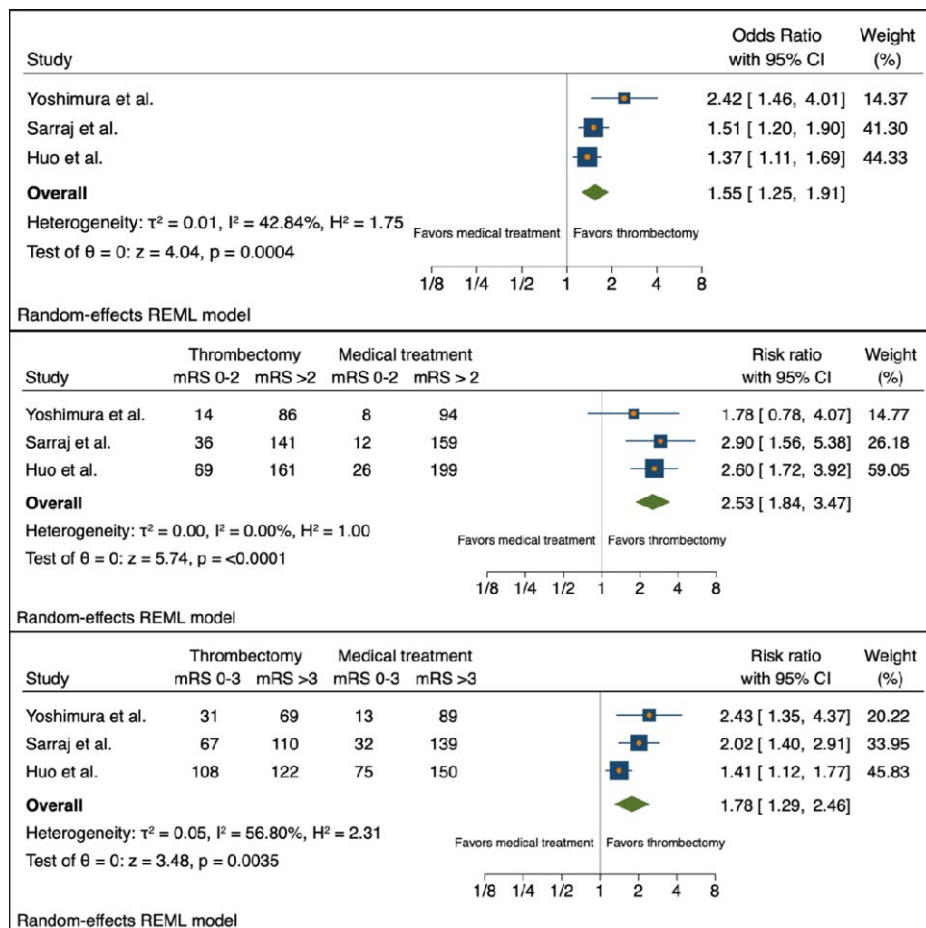 Odds Ratio Weight
Study with 95% CI (%)
Yoshimura et al. 2.42 [ 1.46, 4.01] 14.37
Sarraj et al. 1.51 [ 1.20, 1.90] 41.30
Huo et al. 1.37 [ 1.11, 1.69] 44.33
Overall 1.55 [ 1.25, 1.91]
Heterogeneity: τ² = 0.01, I² = 42.84%, H² = 1.75
Favors medical treatment Favors thrombectomy
Test of θ = 0: z = 4.04, p = 0.0004
1/8 1/4 1/2 1 2 4 8
Random-effects REML model
Thrombectomy Medical treatment Risk ratio Weight
Study mRS 0-2 mRS >2 mRS 0-2 mRS > 2 with 95% CI (%)
Yoshimura et al. 14 86 8 94 1.78 [ 0.78, 4.07] 14.77
Sarraj et al. 36 141 12 159 2.90 [ 1.56, 5.38] 26.18
Huo et al. 69 161 26 199 2.60 [ 1.72, 3.92] 59.05
Overall 2.53 [ 1.84, 3.47]
Heterogeneity: τ² = 0.00, I² = 0.00%, H² = 1.00
Favors medical treatment Favors thrombectomy
Test of θ = 0: z = 5.74, p = <0.0001
1/8 1/4 1/2 1 2 4 8
Random-effects REML model
Thrombectomy Medical treatment Risk ratio Weight
Study mRS 0-3 mRS >3 mRS 0-3 mRS >3 with 95% CI (%)
Yoshimura et al. 31 69 13 89 2.43 [ 1.35, 4.37] 20.22
Sarraj et al. 67 110 32 139 2.02 [ 1.40, 2.91] 33.95
Huo et al. 108 122 75 150 1.41 [ 1.12, 1.77] 45.83
Overall 1.78 [ 1.29, 2.46]
Heterogeneity: τ² = 0.05, I² = 56.80%, H² = 2.31
Favors medical treatment Favors thrombectomy
Test of θ = 0: z = 3.48, p = 0.0035
1/8 1/4 1/2 1 2 4 8
Random-effects REML model